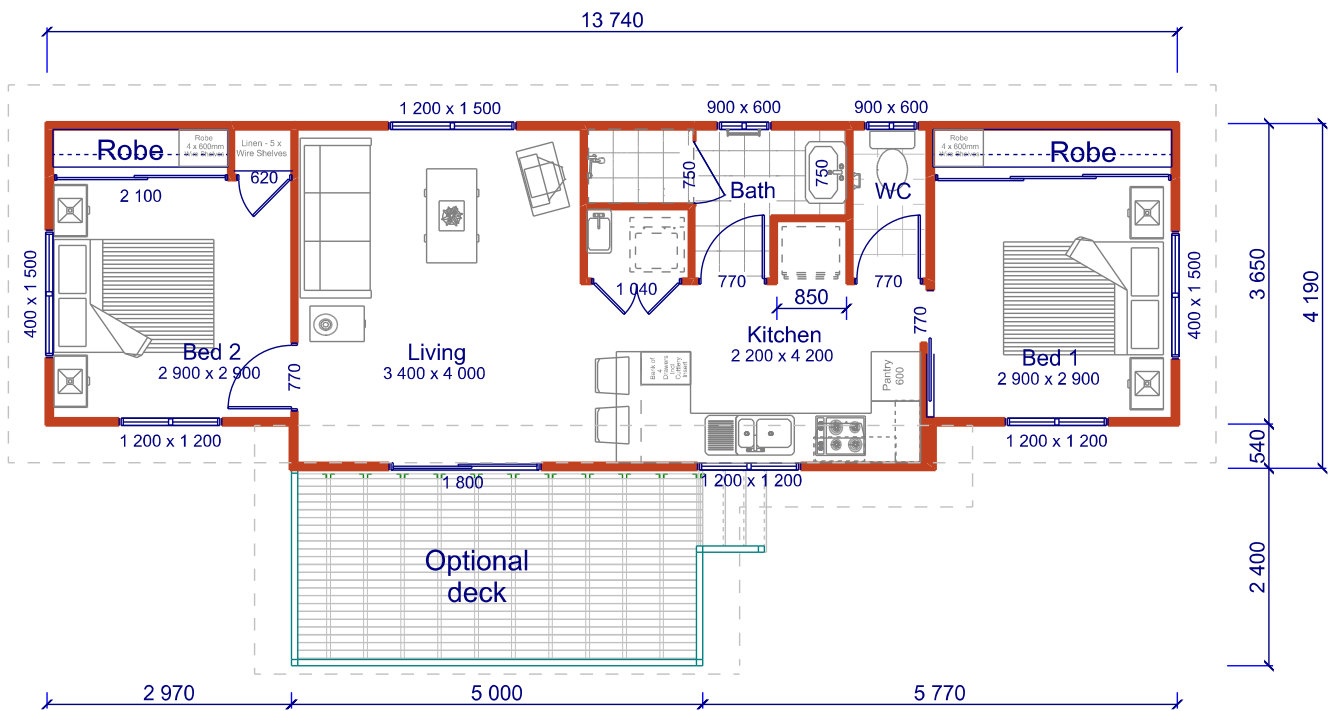 13 740
1 200 x 1 500
900 x 600
900 x 600
Robe
Robe
4 x 600mm
Wire Shelves
Linen - 5 x
Wire Shelves
Robe
4 x 600mm
Wire Shelves
Robe
2 100
620
750
Bath
750
WC
400 x 1 500
400 x 1 500
3 650
4 190
1 040
770
850
770
770
Kitchen
2 200 x 4 200
Bed 2
2 900 x 2 900
770
Living
3 400 x 4 000
Bank of
4
Drawers
Incl
Cutlery
Insert
Pantry
600
Bed 1
2 900 x 2 900
1 200 x 1 200
1 200 x 1 200
540
1 800
1 200 x 1 200
Optional
deck
2 400
2 970
5 000
5 770